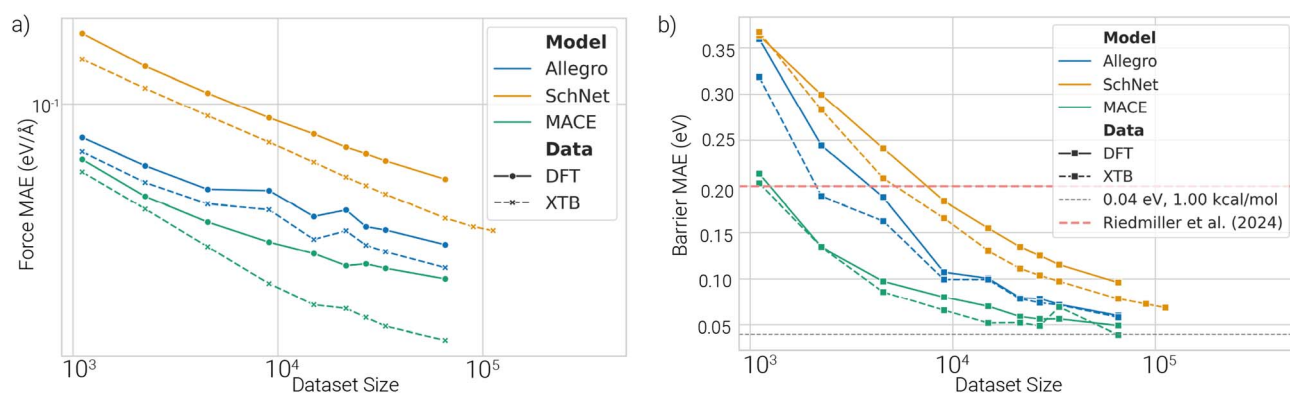 a)
Force MAE (eV/Å)
10⁻¹
10³
10⁴
10⁵
Dataset Size
Model
Allegro
SchNet
MACE
Data
DFT
XTB
b)
Barrier MAE (eV)
0.35
0.30
0.25
0.20
0.15
0.10
0.05
10³
10⁴
10⁵
Dataset Size
Model
Allegro
SchNet
MACE
Data
DFT
XTB
0.04 eV, 1.00 kcal/mol
Riedmiller et al. (2024)